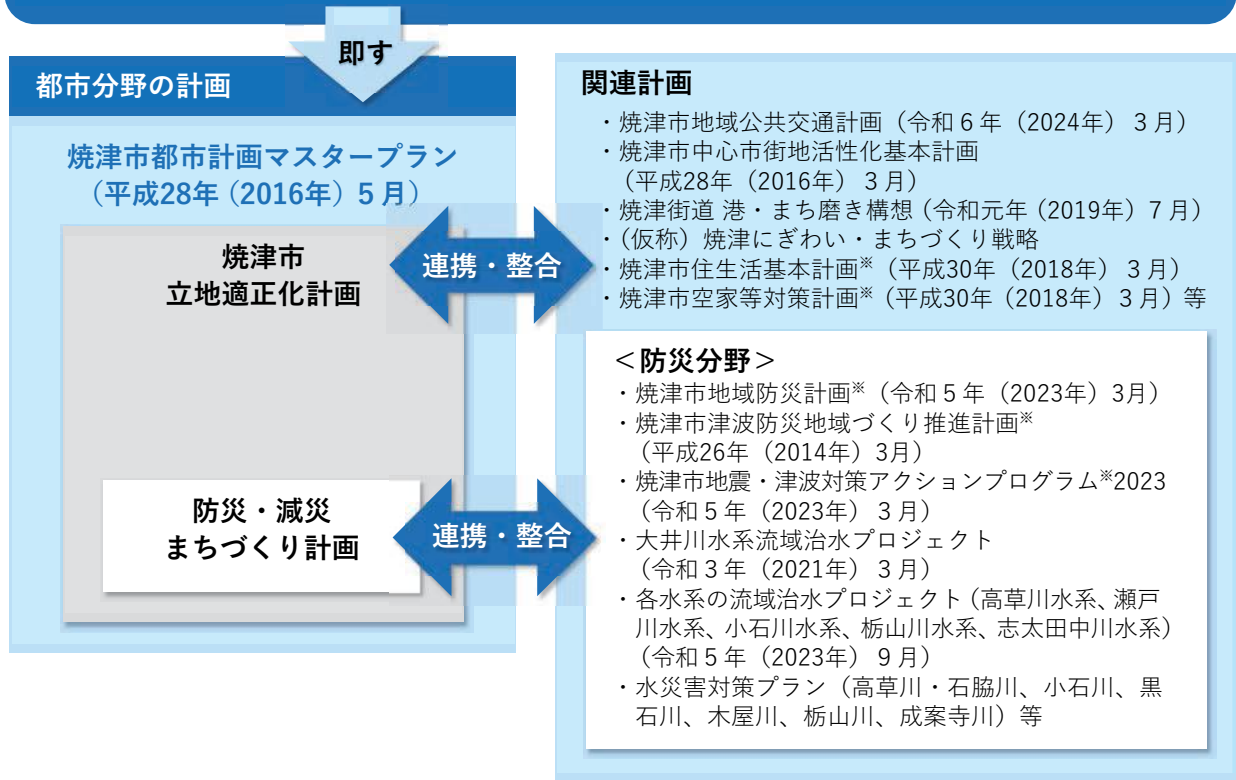 即す
都市分野の計画
焼津市都市計画マスタープラン
（平成28年（2016年）５月）
焼津市
立地適正化計画
防災・減災
まちづくり計画
連携・整合
連携・整合
関連計画
・焼津市地域公共交通計画（令和６年（2024年）３月）
・焼津市中心市街地活性化基本計画
（平成28年（2016年）３月）
・焼津街道 港・まち磨き構想（令和元年（2019年）７月）
・（仮称）焼津にぎわい・まちづくり戦略
・焼津市住生活基本計画※（平成30年（2018年）３月）
・焼津市空家等対策計画※（平成30年（2018年）３月）等
＜防災分野＞
・焼津市地域防災計画※（令和５年（2023年）3月）
・焼津市津波防災地域づくり推進計画※
（平成26年（2014年）3月）
・焼津市地震・津波対策アクションプログラム※2023
（令和５年（2023年）３月）
・大井川水系流域治水プロジェクト
（令和３年（2021年）３月）
・各水系の流域治水プロジェクト（高草川水系、瀬戸
川水系、小石川水系、栃山川水系、志太田中川水系）
（令和５年（2023年）９月）
・水災害対策プラン（高草川・石脇川、小石川、黒
石川、木屋川、栃山川、成案寺川）等